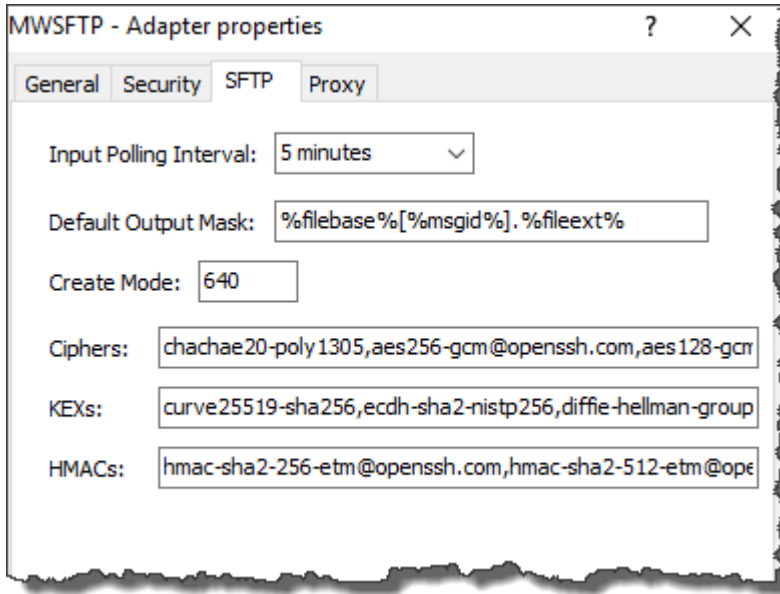 MWSFTP - Adapter properties ?
General Security SFTP Proxy
Input Polling Interval: 5 minutes
Default Output Mask: %filebase%[%msgid%].%fileext%
Create Mode: 640
Ciphers: chachae20-poly1305,aes256-gcm@openssh.com,aes128-gcm
KEXs: curve25519-sha256,ecdh-sha2-nistp256,diffie-hellman-group
HMACs: hmac-sha2-256-etm@openssh.com,hmac-sha2-512-etm@ope